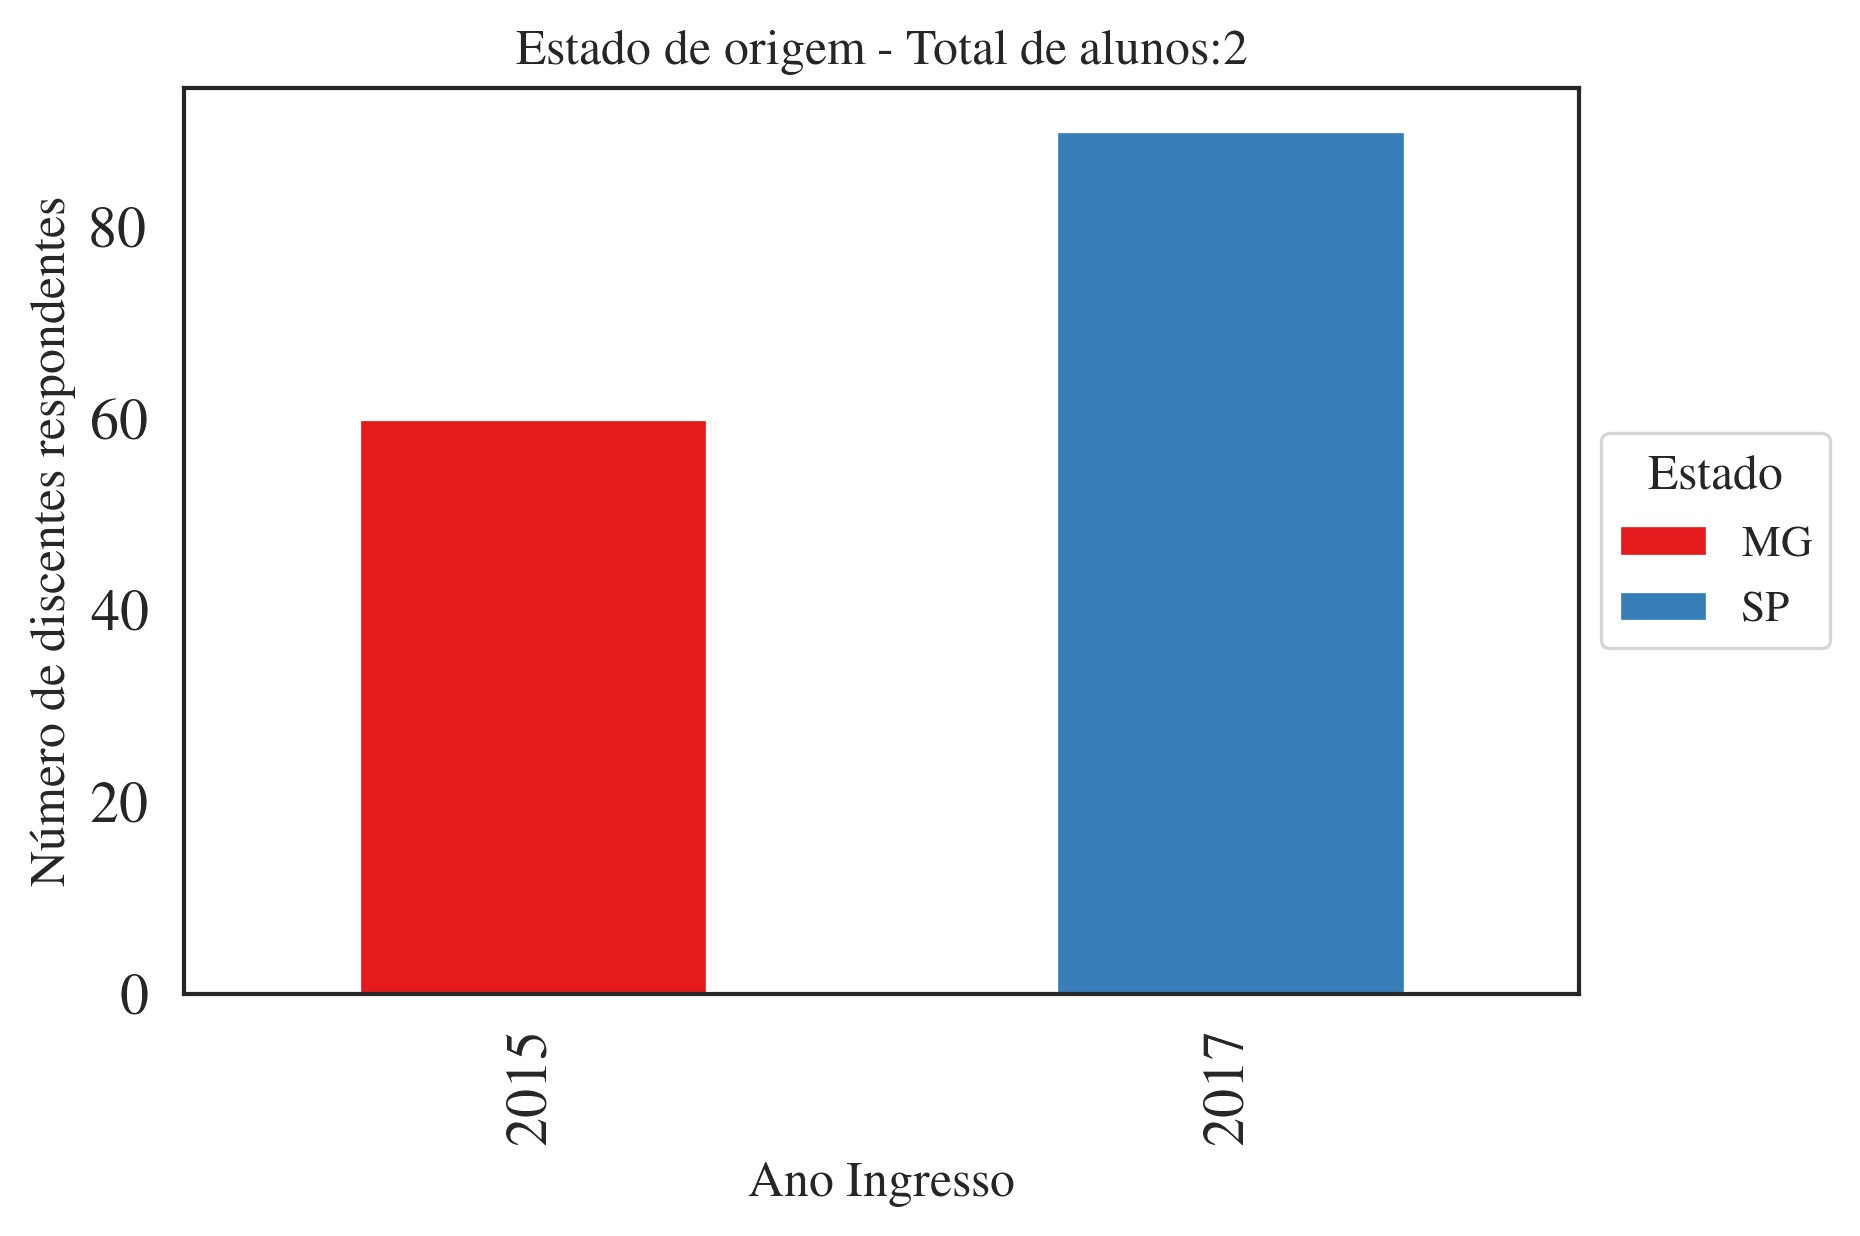 Estado de origem - Total de alunos:2
Número de discentes respondentes
80
60
40
20
0
2015
2017
Ano Ingresso
Estado
MG
SP